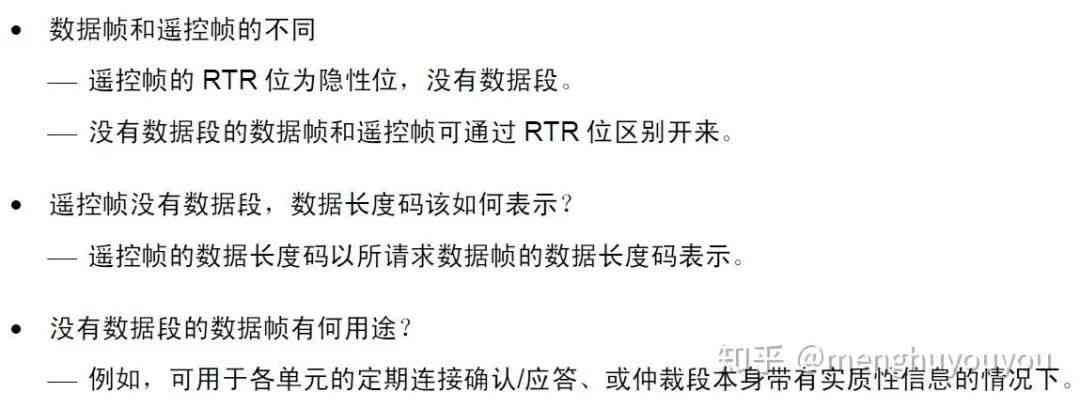 • 数据帧和遥控帧的不同
— 遥控帧的 RTR 位为隐性位，没有数据段。
— 没有数据段的数据帧和遥控帧可通过 RTR 位区别开来。
• 遥控帧没有数据段，数据长度码该如何表示？
— 遥控帧的数据长度码以所请求数据帧的数据长度码表示。
• 没有数据段的数据帧有何用途？
— 例如，可用于各单元的定期连接确认/应答、或仲裁段本身带有实质性信息的情况下。
知乎 @menghuyouyou